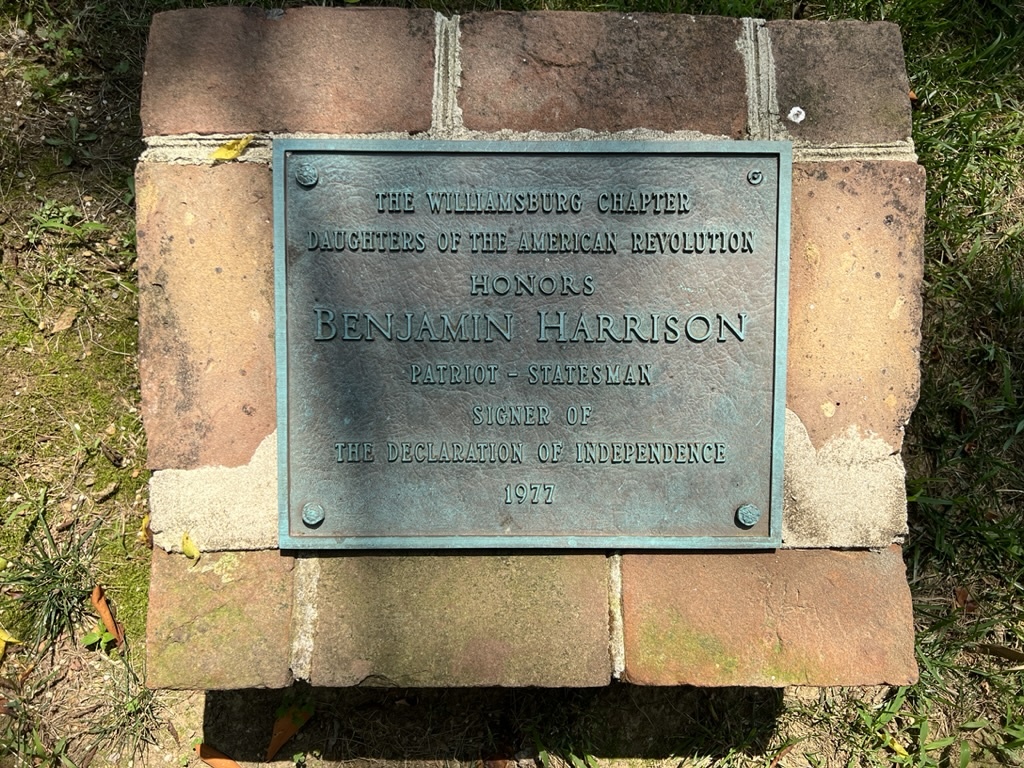 THE WILLIAMSBURG CHAPTER
DAUGHTERS OF THE AMERICAN REVOLUTION
HONORS
BENJAMIN HARRISON
PATRIOT - STATESMAN
SIGNER OF
THE DECLARATION OF INDEPENDENCE
1977